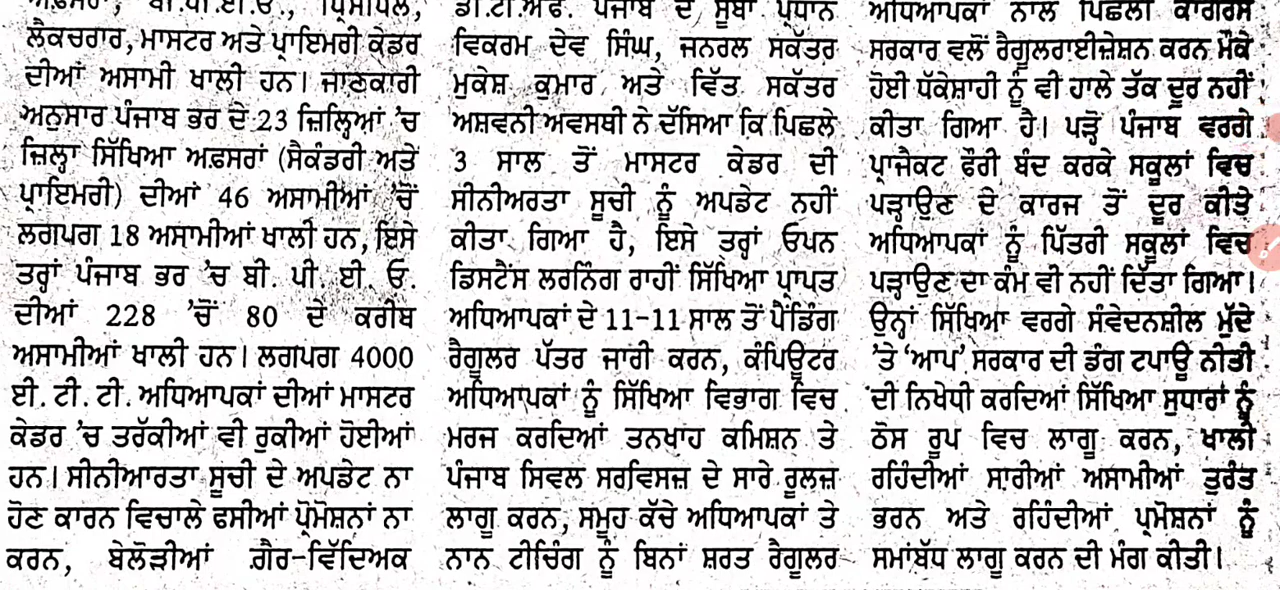 ਅਫ਼ਸਰਾਂ, ਬੀ.ਪੀ.ਈ.ਓ., ਪ੍ਰਿੰਸੀਪਲ,
ਲੈਕਚਰਾਰ, ਮਾਸਟਰ ਅਤੇ ਪ੍ਰਾਇਮਰੀ ਕੇਡਰ
ਦੀਆਂ ਅਸਾਮੀ ਖਾਲੀ ਹਨ। ਜਾਣਕਾਰੀ
ਅਨੁਸਾਰ ਪੰਜਾਬ ਭਰ ਦੇ 23 ਜ਼ਿਲ੍ਹਿਆਂ 'ਚ
ਜ਼ਿਲ੍ਹਾ ਸਿੱਖਿਆ ਅਫ਼ਸਰਾਂ (ਸੈਕੰਡਰੀ ਅਤੇ
ਪ੍ਰਾਇਮਰੀ) ਦੀਆਂ 46 ਅਸਾਮੀਆਂ 'ਚੋਂ
ਲਗਪਗ 18 ਅਸਾਮੀਆਂ ਖਾਲੀ ਹਨ, ਇਸੇ
ਤਰ੍ਹਾਂ ਪੰਜਾਬ ਭਰ 'ਚ ਬੀ. ਪੀ. ਈ. ਓ.
ਦੀਆਂ 228 'ਚੋਂ 80 ਦੇ ਕਰੀਬ
ਅਸਾਮੀਆਂ ਖਾਲੀ ਹਨ। ਲਗਪਗ 4000
ਈ. ਟੀ. ਟੀ. ਅਧਿਆਪਕਾਂ ਦੀਆਂ ਮਾਸਟਰ
ਕੇਡਰ 'ਚ ਤਰੱਕੀਆਂ ਵੀ ਰੁਕੀਆਂ ਹੋਈਆਂ
ਹਨ। ਸੀਨੀਆਰਤਾ ਸੂਚੀ ਦੇ ਅਪਡੇਟ ਨਾ
ਹੋਣ ਕਾਰਨ ਵਿਚਾਲੇ ਫਸੀਆਂ ਪ੍ਰੋਮੋਸ਼ਨਾਂ ਨਾ
ਕਰਨ, ਬੇਲੋੜੀਆਂ ਗ਼ੈਰ-ਵਿੱਦਿਅਕ
ਡੀ.ਟੀ.ਐਫ. ਪੰਜਾਬ ਦੇ ਸੂਬਾ ਪ੍ਰਧਾਨ
ਵਿਕਰਮ ਦੇਵ ਸਿੰਘ, ਜਨਰਲ ਸਕੱਤਰ
ਮੁਕੇਸ਼ ਕੁਮਾਰ ਅਤੇ ਵਿੱਤ ਸਕੱਤਰ
ਅਸ਼ਵਨੀ ਅਵਸਥੀ ਨੇ ਦੱਸਿਆ ਕਿ ਪਿਛਲੇ
3 ਸਾਲ ਤੋਂ ਮਾਸਟਰ ਕੇਡਰ ਦੀ
ਸੀਨੀਅਰਤਾ ਸੂਚੀ ਨੂੰ ਅਪਡੇਟ ਨਹੀਂ
ਕੀਤਾ ਗਿਆ ਹੈ, ਇਸੇ ਤਰ੍ਹਾਂ ਓਪਨ
ਡਿਸਟੈਂਸ ਲਰਨਿੰਗ ਰਾਹੀਂ ਸਿੱਖਿਆ ਪ੍ਰਾਪਤ
ਅਧਿਆਪਕਾਂ ਦੇ 11-11 ਸਾਲ ਤੋਂ ਪੈਂਡਿੰਗ
ਰੈਗੂਲਰ ਪੱਤਰ ਜਾਰੀ ਕਰਨ, ਕੰਪਿਊਟਰ
ਅਧਿਆਪਕਾਂ ਨੂੰ ਸਿੱਖਿਆ ਵਿਭਾਗ ਵਿਚ
ਮਰਜ ਕਰਦਿਆਂ ਤਨਖਾਹ ਕਮਿਸ਼ਨ ਤੇ
ਪੰਜਾਬ ਸਿਵਲ ਸਰਵਿਸਜ਼ ਦੇ ਸਾਰੇ ਰੂਲਜ਼
ਲਾਗੂ ਕਰਨ, ਸਮੂਹ ਕੱਚੇ ਅਧਿਆਪਕਾਂ ਤੇ
ਨਾਨ ਟੀਚਿੰਗ ਨੂੰ ਬਿਨਾਂ ਸ਼ਰਤ ਰੈਗੂਲਰ
ਅਧਿਆਪਕਾਂ ਨਾਲ ਪਿਛਲੀ ਕਾਂਗਰਸ
ਸਰਕਾਰ ਵਲੋਂ ਰੈਗੂਲਰਾਈਜ਼ੇਸ਼ਨ ਕਰਨ ਮੌਕੇ
ਹੋਈ ਧੱਕੇਸ਼ਾਹੀ ਨੂੰ ਵੀ ਹਾਲੇ ਤੱਕ ਦੂਰ ਨਹੀਂ
ਕੀਤਾ ਗਿਆ ਹੈ। ਪੜ੍ਹੋ ਪੰਜਾਬ ਵਰਗੇ
ਪ੍ਰਾਜੈਕਟ ਫੌਰੀ ਬੰਦ ਕਰਕੇ ਸਕੂਲਾਂ ਵਿਚ
ਪੜ੍ਹਾਉਣ ਦੇ ਕਾਰਜ ਤੋਂ ਦੂਰ ਕੀਤੇ
ਅਧਿਆਪਕਾਂ ਨੂੰ ਪਿੱਤਰੀ ਸਕੂਲਾਂ ਵਿਚ
ਪੜ੍ਹਾਉਣ ਦਾ ਕੰਮ ਵੀ ਨਹੀਂ ਦਿੱਤਾ ਗਿਆ।
ਉਨ੍ਹਾਂ ਸਿੱਖਿਆ ਵਰਗੇ ਸੰਵੇਦਨਸ਼ੀਲ ਮੁੱਦੇ
'ਤੇ 'ਆਪ' ਸਰਕਾਰ ਦੀ ਡੰਗ ਟਪਾਊ ਨੀਤੀ
ਦੀ ਨਿਖੇਧੀ ਕਰਦਿਆਂ ਸਿੱਖਿਆ ਸੁਧਾਰਾਂ ਨੂੰ
ਠੋਸ ਰੂਪ ਵਿਚ ਲਾਗੂ ਕਰਨ, ਖਾਲੀ
ਰਹਿੰਦੀਆਂ ਸਾਰੀਆਂ ਅਸਾਮੀਆਂ ਤੁਰੰਤ
ਭਰਨ ਅਤੇ ਰਹਿੰਦੀਆਂ ਪ੍ਰਮੋਸ਼ਨਾਂ ਨੂੰ
ਸਮਾਂਬੱਧ ਲਾਗੂ ਕਰਨ ਦੀ ਮੰਗ ਕੀਤੀ।